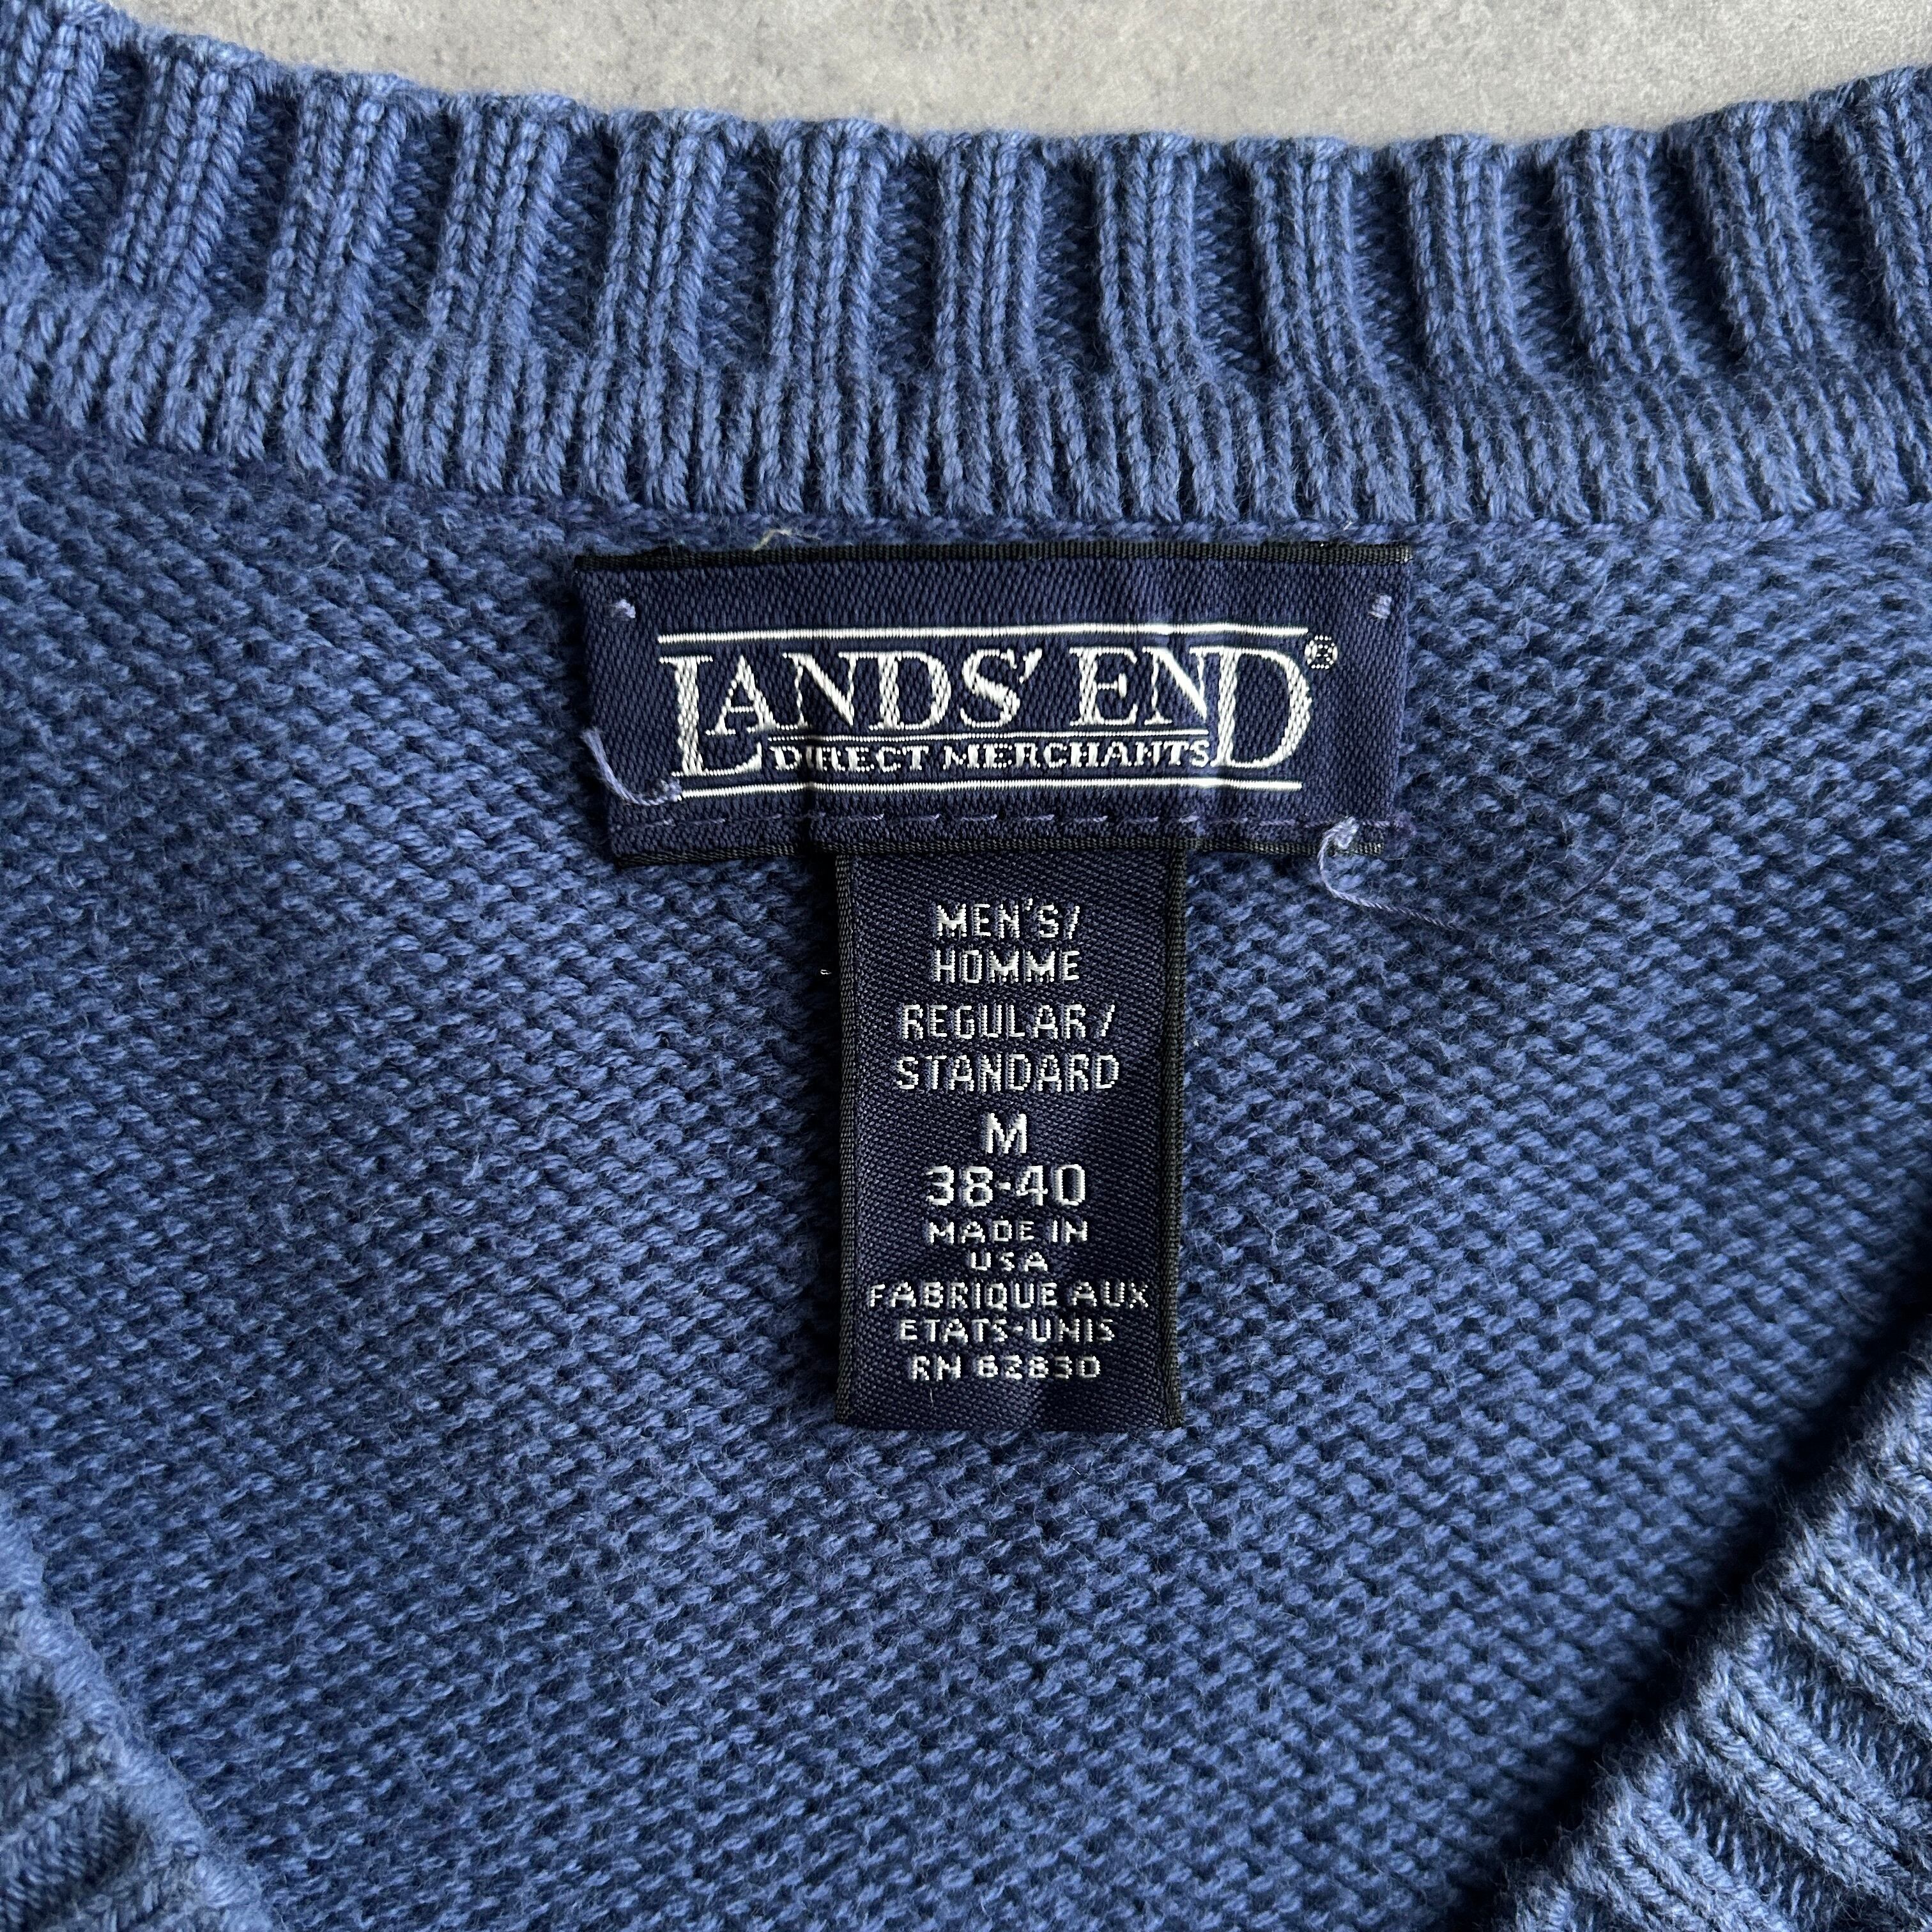 LANDS' END®
DIRECT MERCHANTS
MEN'S/
HOMME
REGULAR/
STANDARD
M
38-40
MADE IN
USA
FABRIQUE AUX
ETATS-UNIS
RN 62830